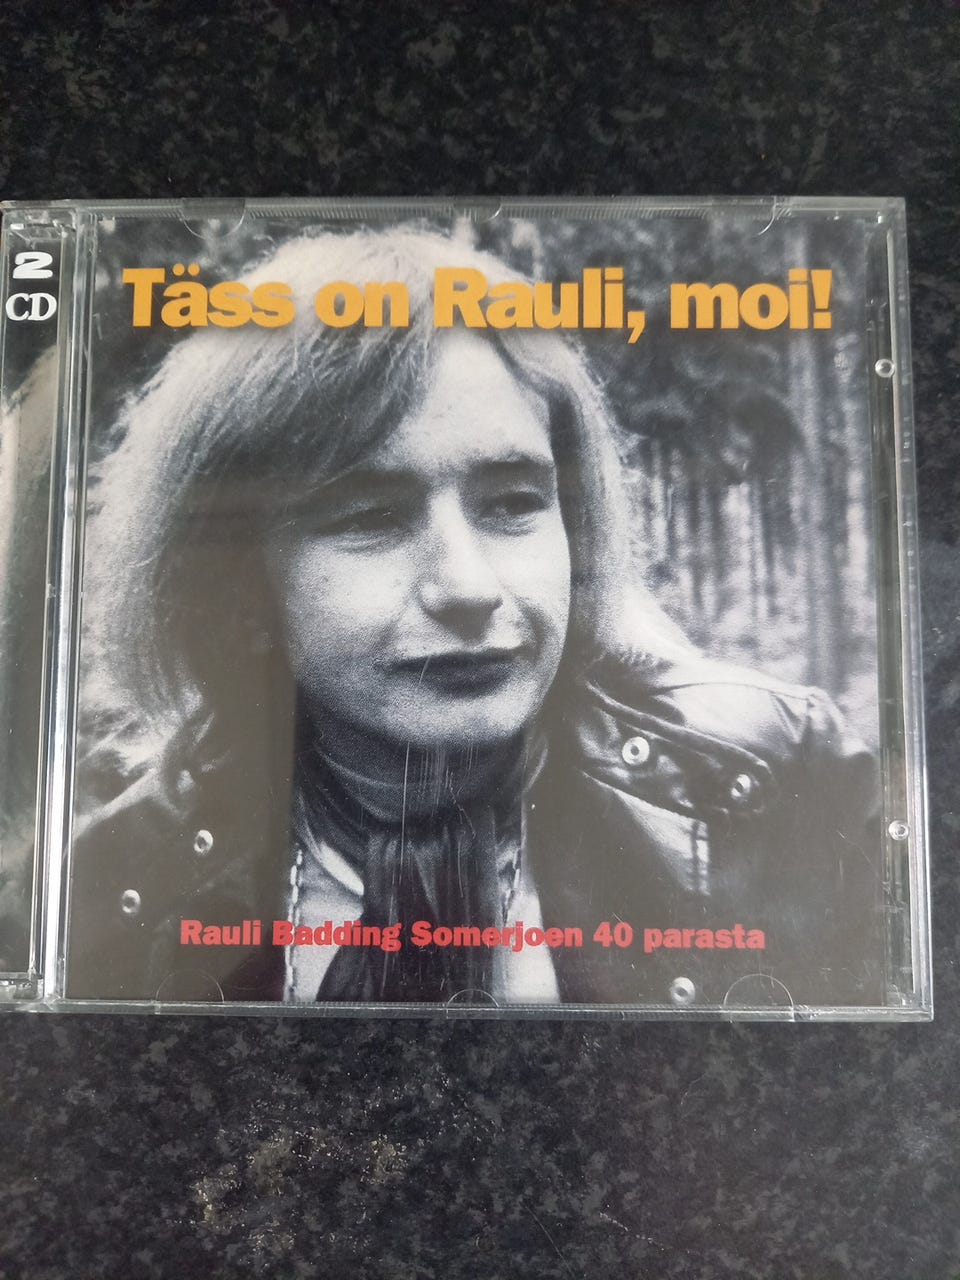 2
CD
Täss on Rauli, moi!
Rauli Badding Somerjoen 40 parasta